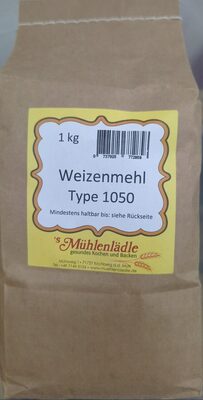 1 kg
Weizenmehl
Type 1050
Mindestens haltbar bis: siehe Rückseite
's Mühlenlädle
gesundes Kochen und Backen